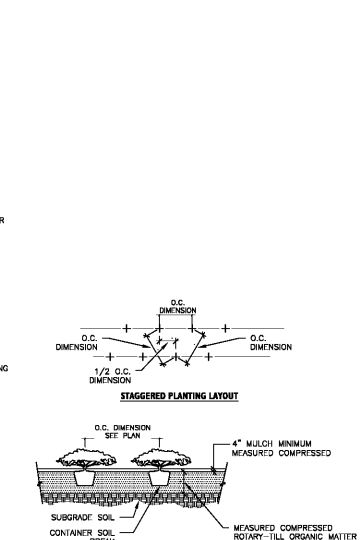 R
O.C.
DIMENSION
O.C.
DIMENSION
O.C.
DIMENSION
NG
1/2 O.C.
DIMENSION
STAGGERED PLANTING LAYOUT
O.C. DIMENSION
SEE PLAN
4" MULCH MINIMUM
MEASURED COMPRESSED
SUBGRADE SOIL
CONTAINER SOIL
MEASURED COMPRESSED
ROTARY-TILL ORGANIC MATTER